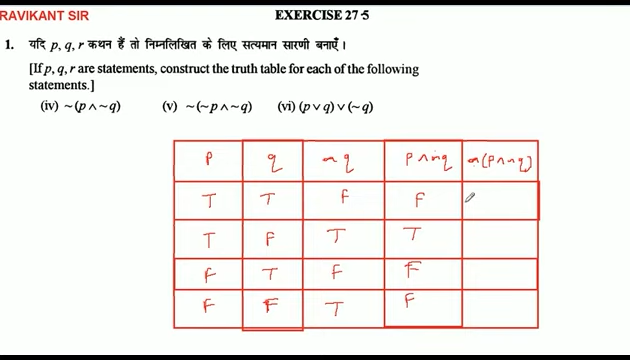 RAVIKANT SIR
EXERCISE 27·5
1. यदि p, q, r कथन हैं तो निम्नलिखित के लिए सत्यमान सारणी बनाएँ।
[If p, q, r are statements, construct the truth table for each of the following
statements.]
(iv) ~(p ∧ ~q) (v) ~(~p ∧ ~q) (vi) (p ∨ q) ∨ (~q)
p q ~q p∧~q ~(p∧~q)
T T F F
T F T T
F T F F
F F T F